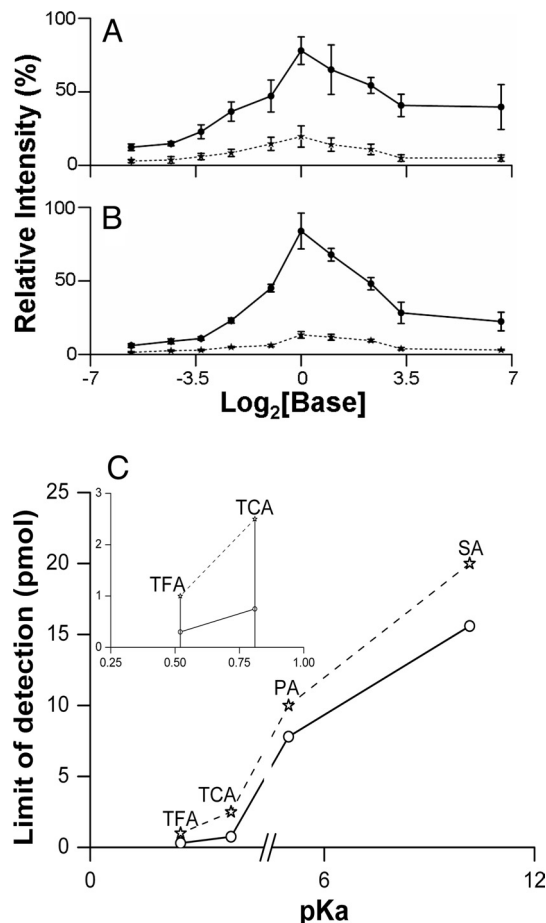 A
100
50
0
B
100
50
0
-7
-3.5
0
3.5
7
Relative Intensity (%)
Log2[Base]
C
3
2
1
0
0.25
0.50
0.75
1.00
TFA
TCA
25
20
15
10
5
0
SA
PA
TCA
TFA
0
6
12
Limit of detection (pmol)
pKa